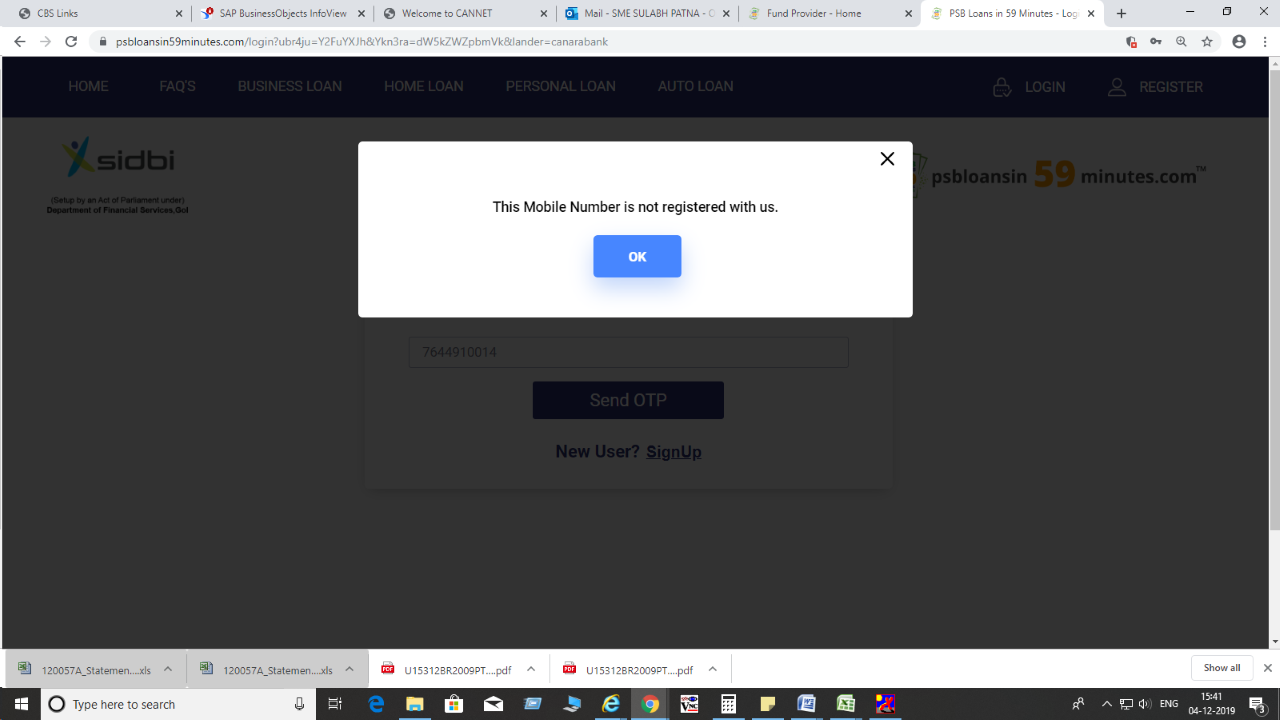 CBS Links
SAP BusinessObjects InfoView
Welcome to CANNET
Mail - SME SULABH PATNA - O
Fund Provider - Home
PSB Loans in 59 Minutes - Logi
psbloansin59minutes.com/login?ubr4ju=Y2FuYXJh&Ykn3ra=dW5kZWZpbmVk&lander=canarabank
HOME FAQ'S BUSINESS LOAN HOME LOAN PERSONAL LOAN AUTO LOAN LOGIN REGISTER
sidbi
(Setup by an Act of Parliament under)
Department of Financial Services,GoI
psbloansin 59 minutes.com™
This Mobile Number is not registered with us.
OK
7644910014
Send OTP
New User? SignUp
120057A_Statemen....xls
120057A_Statemen....xls
U15312BR2009PT....pdf
U15312BR2009PT....pdf
Show all
Type here to search
ENG
15:41
04-12-2019
3